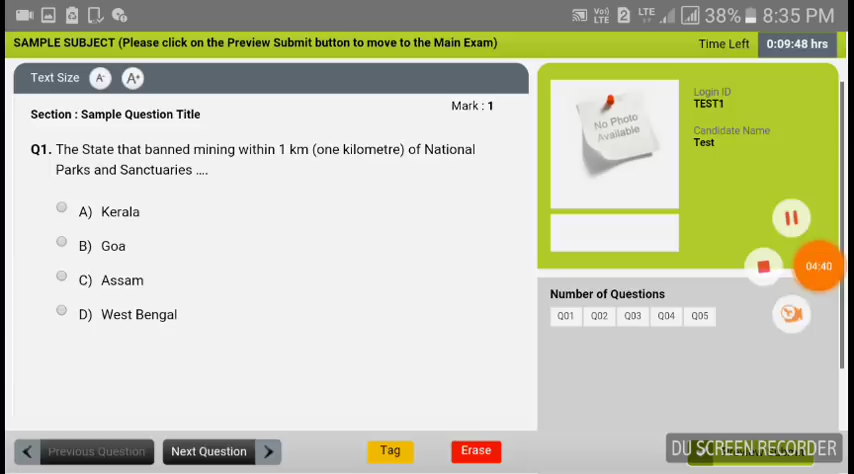 Vo) LTE 2 LTE 38% 8:35 PM
SAMPLE SUBJECT (Please click on the Preview Submit button to move to the Main Exam)
Time Left 0:09:48 hrs
Text Size A- A+
Section : Sample Question Title
Mark : 1
Q1. The State that banned mining within 1 km (one kilometre) of National
Parks and Sanctuaries ....
A) Kerala
B) Goa
C) Assam
D) West Bengal
No Photo
Available
Login ID
TEST1
Candidate Name
Test
04:40
Number of Questions
Q01 Q02 Q03 Q04 Q05
< Previous Question Next Question > Tag Erase
DU SCREEN RECORDER